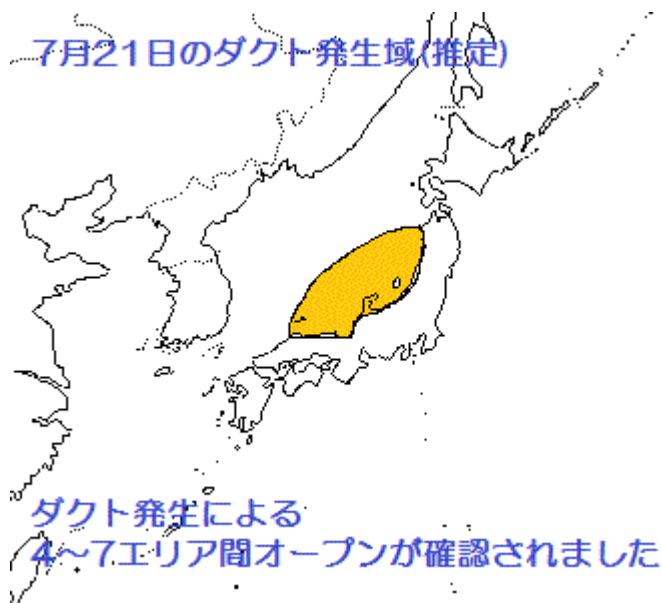 7月21日のダクト発生域(推定)
ダクト発生による
4～7エリア間オープンが確認されました